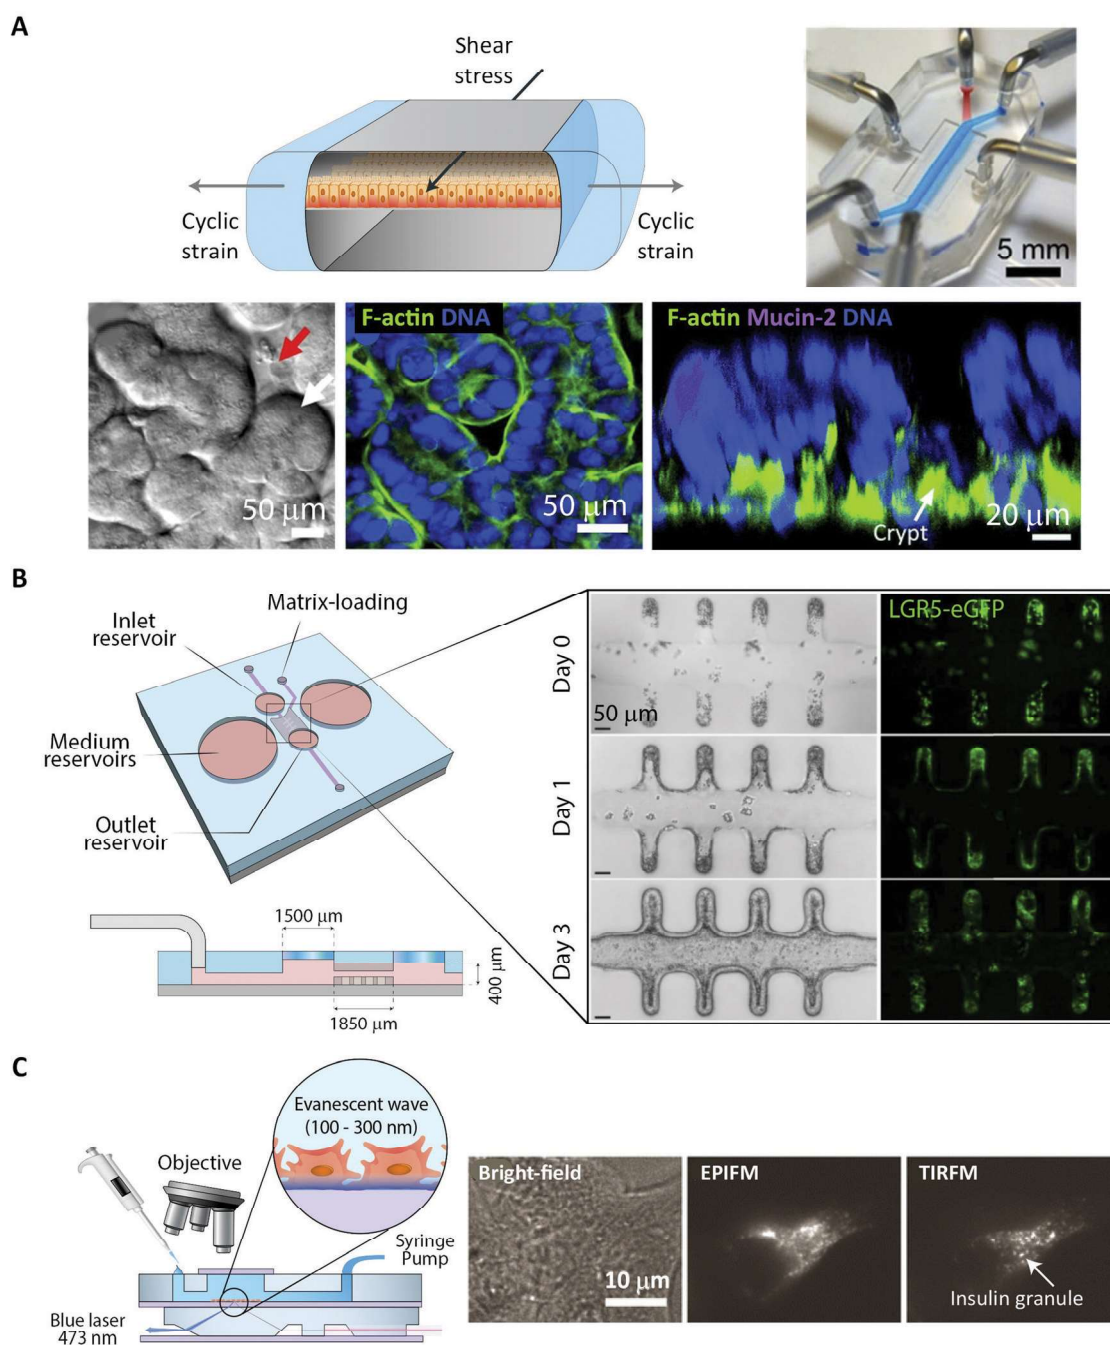 A
Shear
stress
Cyclic
strain
Cyclic
strain
5 mm
50 μm
F-actin DNA
50 μm
F-actin Mucin-2 DNA
Crypt
20 μm
B
Inlet
reservoir
Matrix-loading
Medium
reservoirs
Outlet
reservoir
1500 μm
400 μm
1850 μm
Day 0
50 μm
LGR5-eGFP
Day 1
Day 3
C
Objective
Evanescent wave
(100 - 300 nm)
Syringe
Pump
Blue laser
473 nm
Bright-field
10 μm
EPIFM
TIRFM
Insulin granule